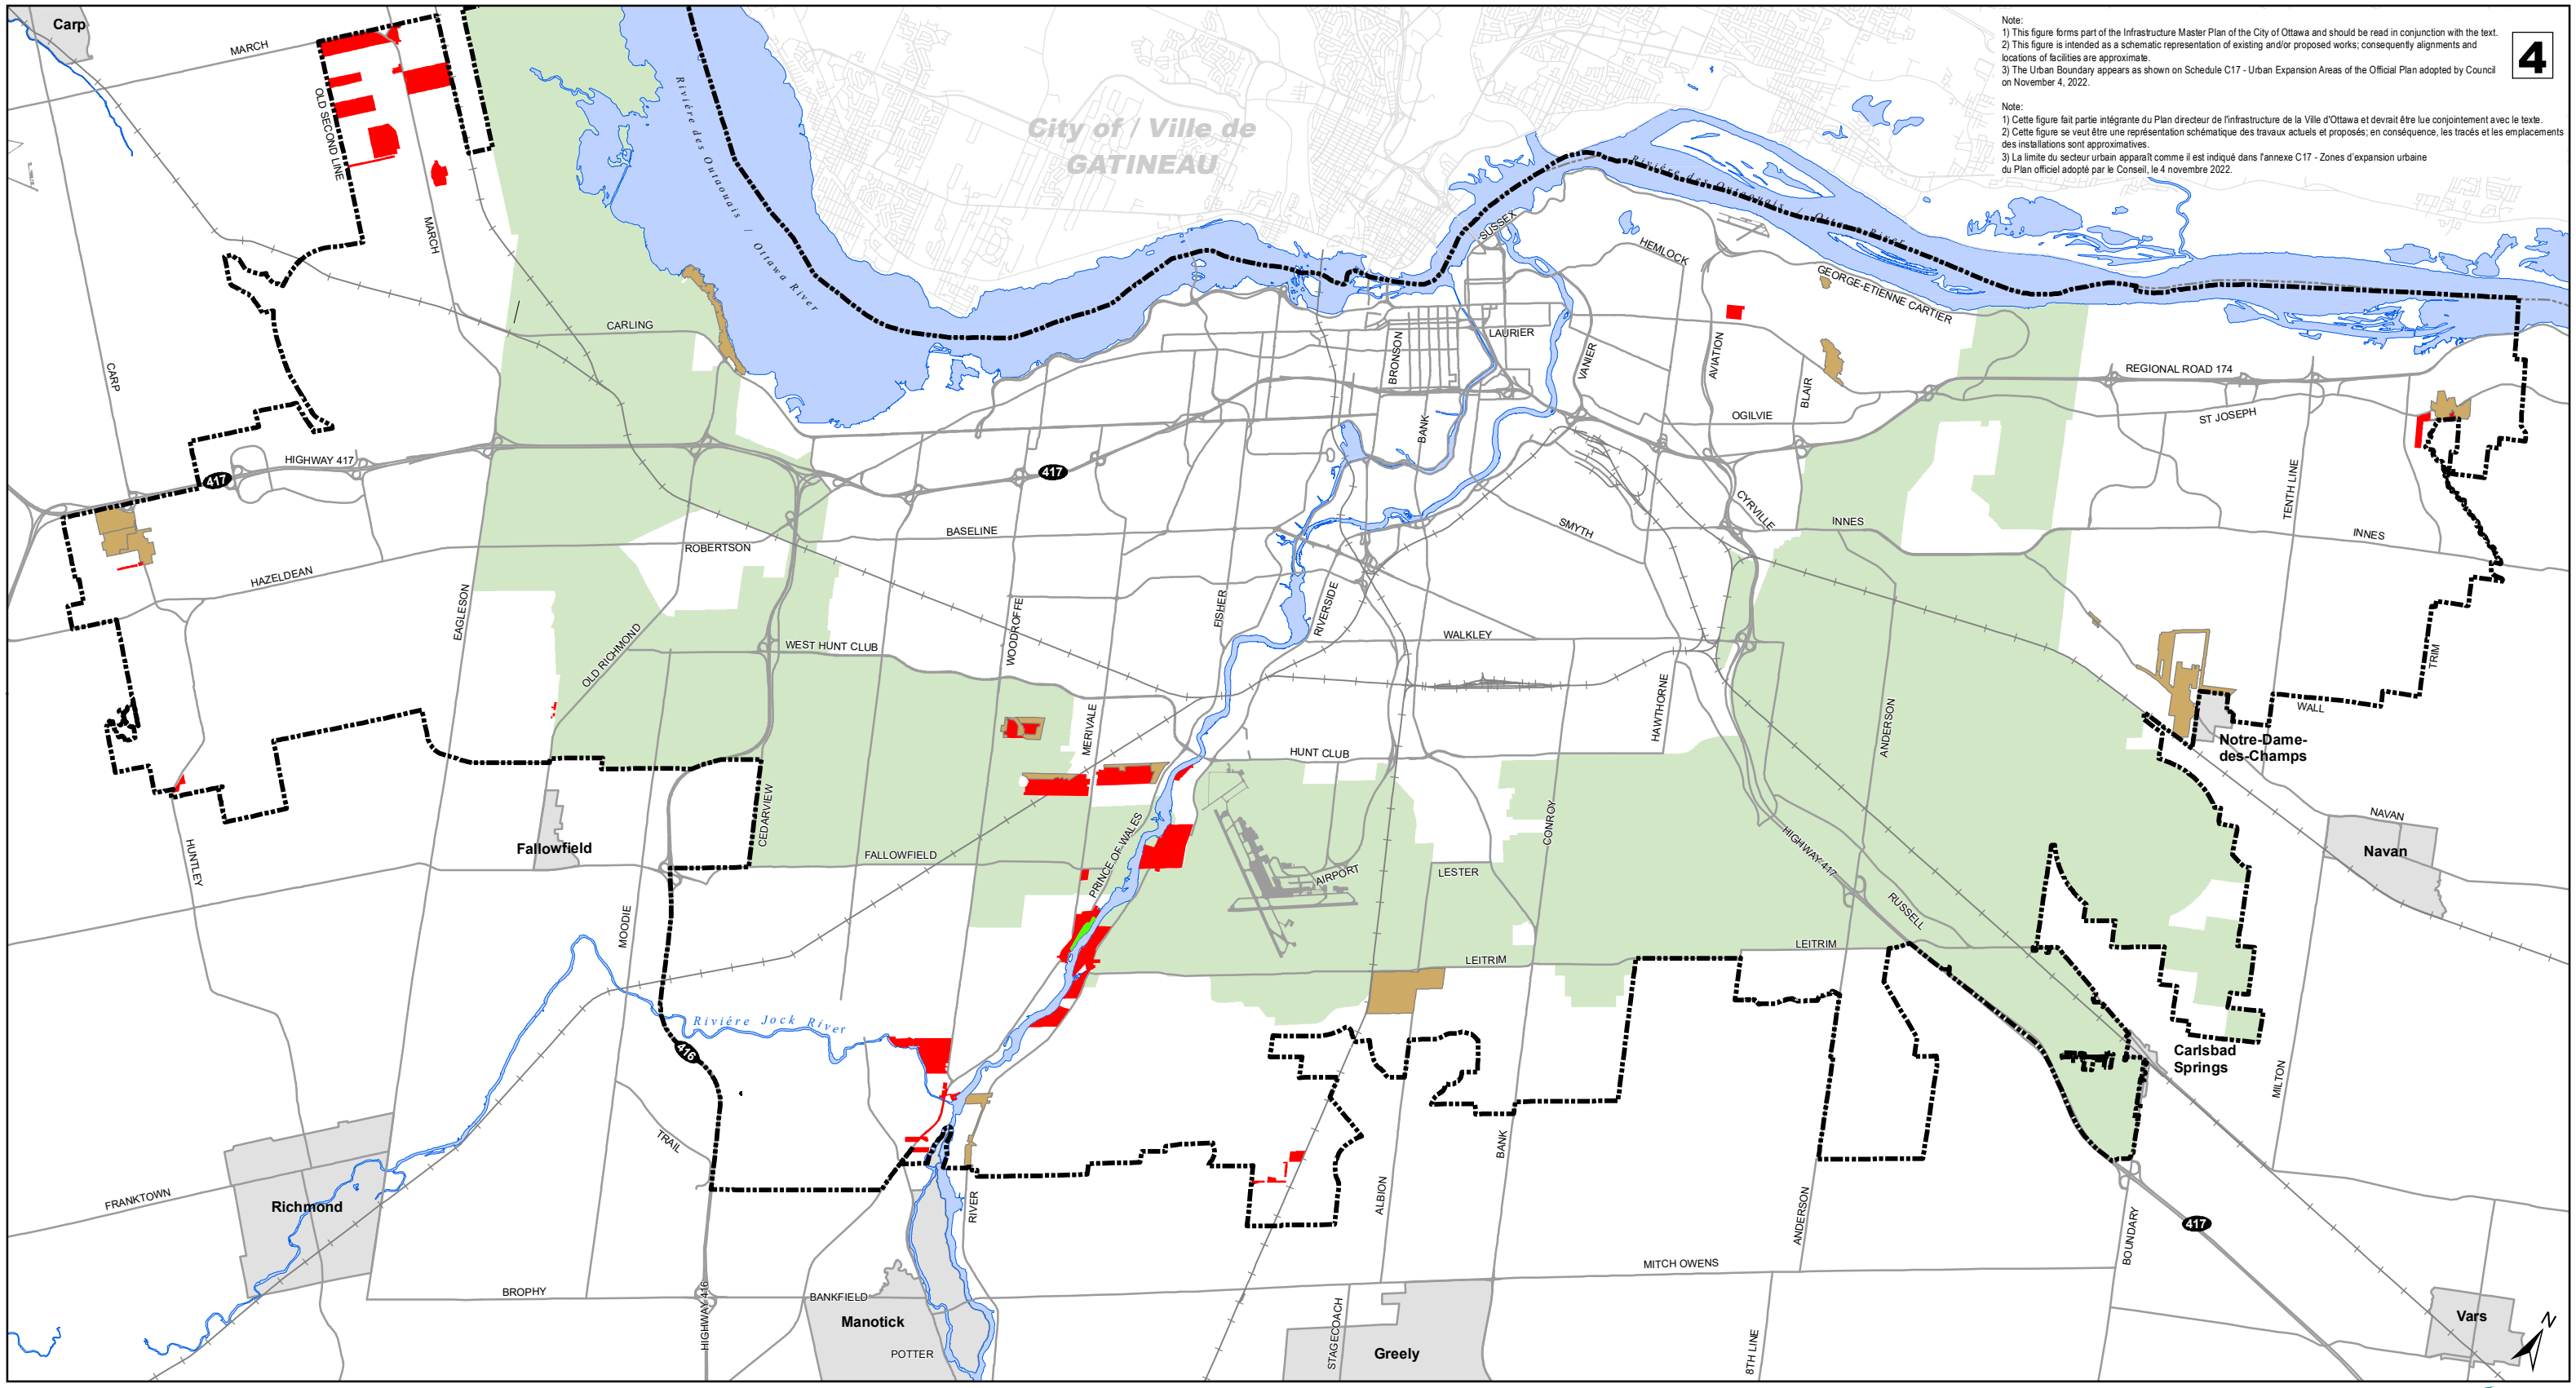 Note:
1) This figure forms part of the Infrastructure Master Plan of the City of Ottawa and should be read in conjunction with the text.
2) This figure is intended as a schematic representation of existing and/or proposed works; consequently alignments and
locations of facilities are approximate.
3) The Urban Boundary appears as shown on Schedule C17 - Urban Expansion Areas of the Official Plan adopted by Council
on November 4, 2022.
Note:
1) Cette figure fait partie intégrante du Plan directeur de l'infrastructure de la Ville d'Ottawa et devrait être lue conjointement avec le texte.
2) Cette figure se veut être une représentation schématique des travaux actuels et proposés; en conséquence, les tracés et les emplacements
des installations sont approximatives.
3) La limite du secteur urbain apparaît comme il est indiqué dans l'annexe C17 - Zones d'expansion urbaine
du Plan officiel adopté par le Conseil, le 4 novembre 2022.
4
Carp
MARCH
OLD SECOND LINE
MARCH
CARP
Rivière des Outaouais / Ottawa River
City of / Ville de
GATINEAU
Rivière des Outaouais / Ottawa River
SUSSEX
HEMLOCK
GEORGE-ETIENNE CARTIER
CARLING
LAURIER
BRONSON
VANIER
AVIATION
BLAIR
REGIONAL ROAD 174
OGILVIE
ST JOSEPH
BANK
HIGHWAY 417
417
417
TENTH LINE
CYRVILLE
SMYTH
INNES
INNES
BASELINE
ROBERTSON
HAZELDEAN
EAGLESON
WOODROFFE
FISHER
RIVERSIDE
WALKLEY
OLD RICHMOND
WEST HUNT CLUB
TRIM
WALL
HAWTHORNE
ANDERSON
MERIVALE
HUNT CLUB
Notre-Dame-
des-Champs
CEDARVIEW
HUNTLEY
Fallowfield
FALLOWFIELD
PRINCE OF WALES
CONROY
HIGHWAY 417
NAVAN
Navan
AIRPORT
LESTER
RUSSELL
MOODIE
LEITRIM
LEITRIM
Rivière Jock River
416
Carlsbad
Springs
MILTON
TRAIL
BANK
FRANKTOWN
Richmond
RIVER
ALBION
ANDERSON
BOUNDARY
417
MITCH OWENS
BROPHY
HIGHWAY 416
BANKFIELD
Manotick
POTTER
STAGECOACH
Greely
8TH LINE
Vars
N